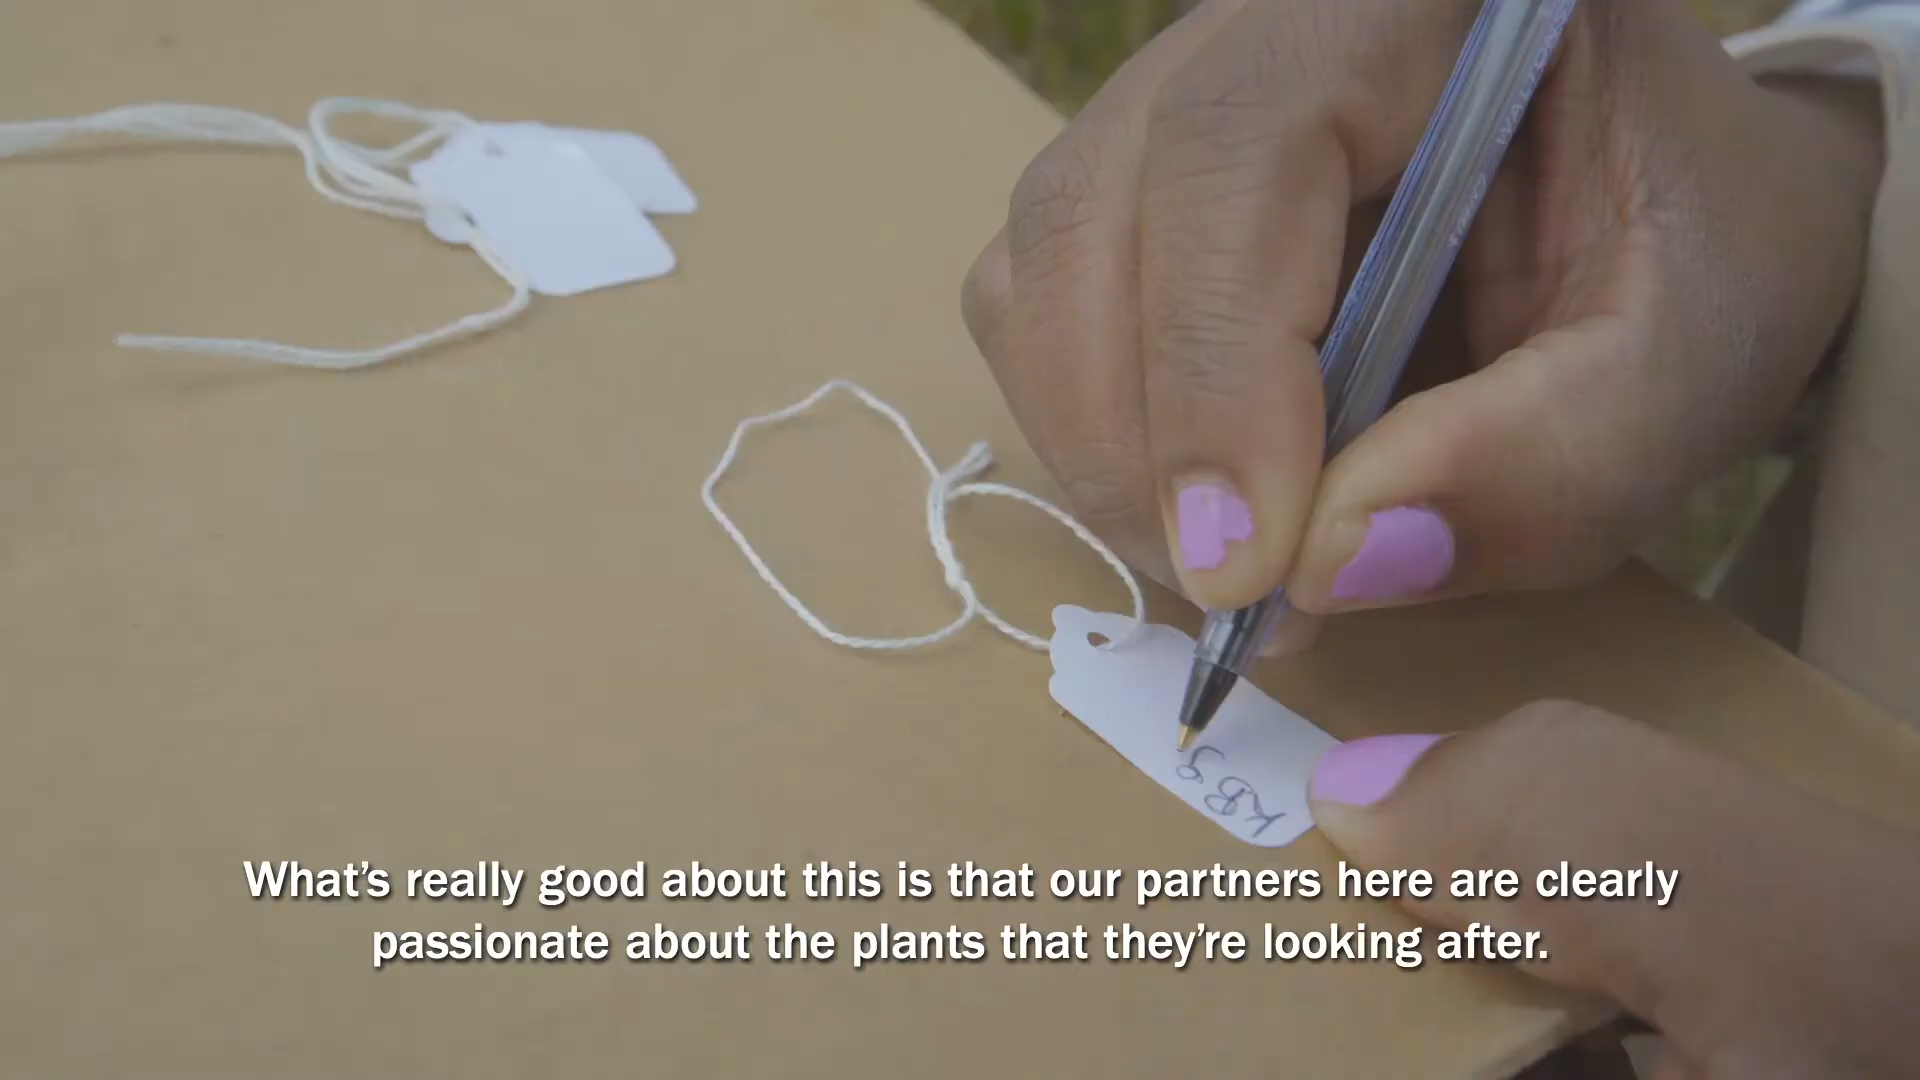 KB9
What's really good about this is that our partners here are clearly
passionate about the plants that they're looking after.